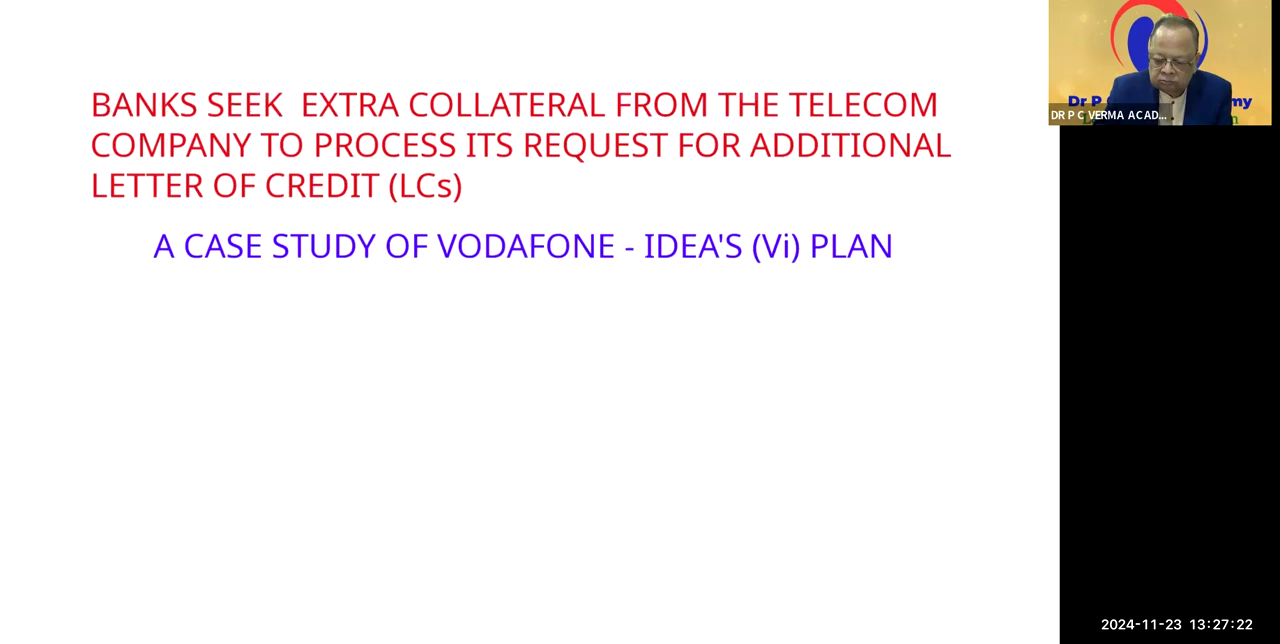 BANKS SEEK  EXTRA COLLATERAL FROM THE TELECOM
COMPANY TO PROCESS ITS REQUEST FOR ADDITIONAL
LETTER OF CREDIT (LCs)
A CASE STUDY OF VODAFONE - IDEA'S (Vi) PLAN
Dr P
DR P C VERMA ACAD...
2024-11-23 13:27:22